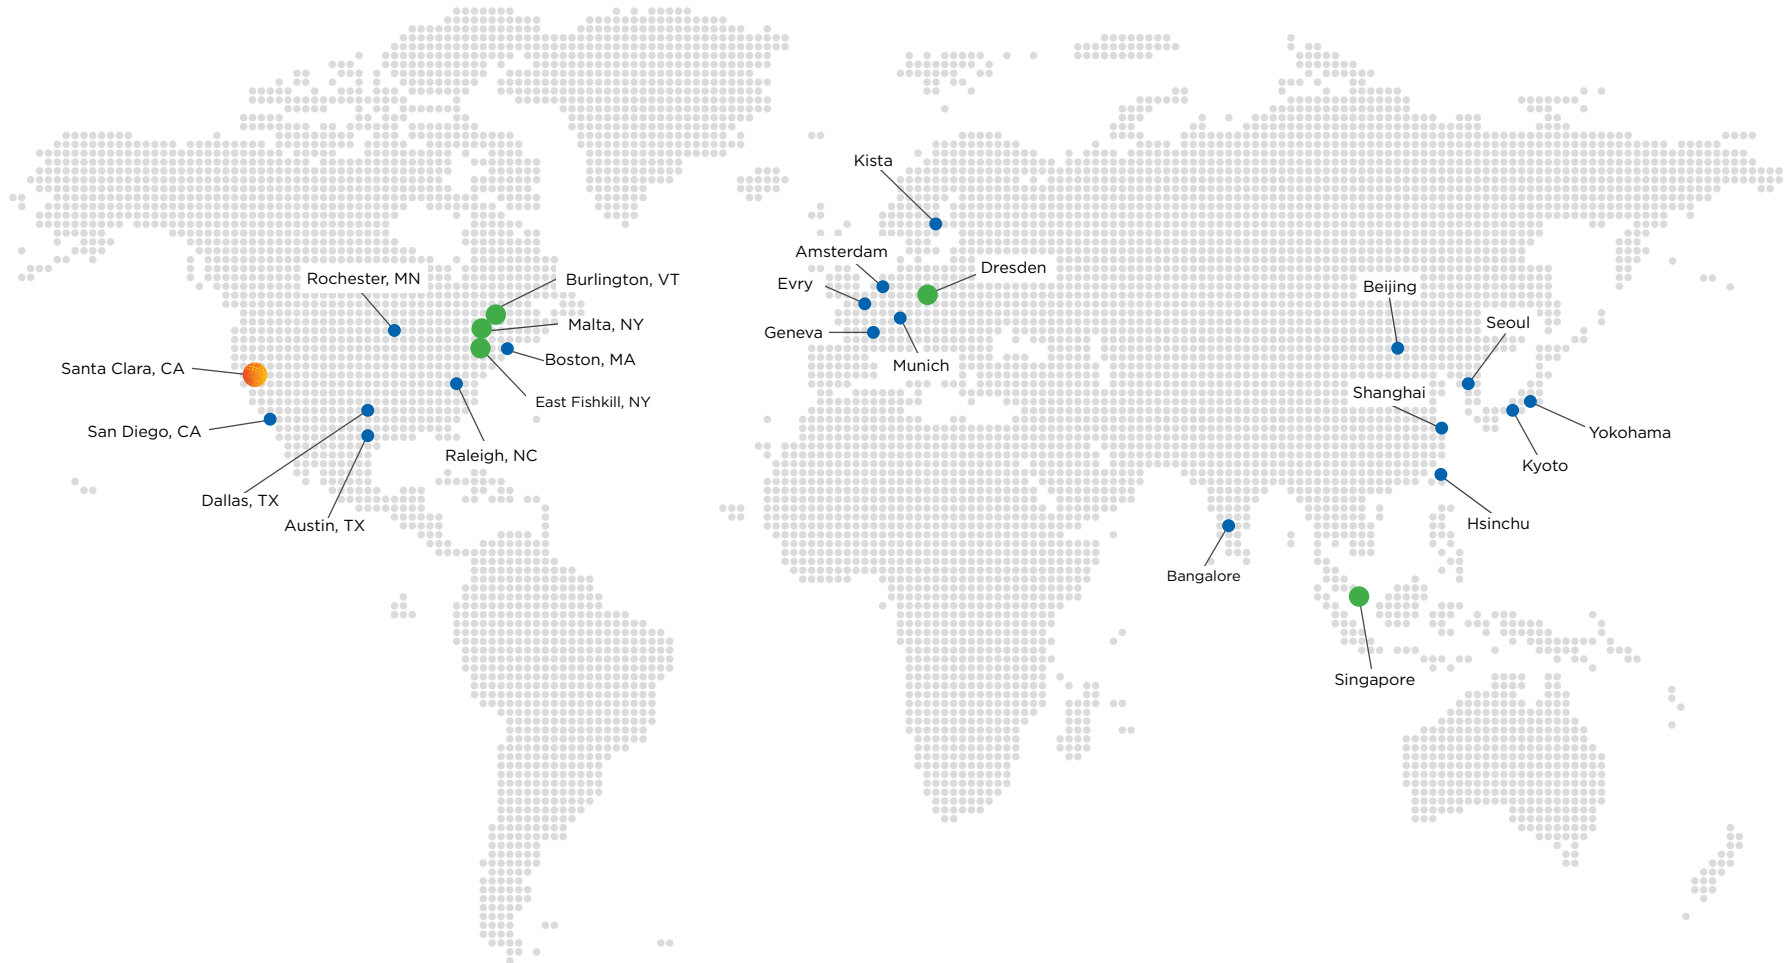 Kista
Amsterdam
Dresden
Rochester, MN
Burlington, VT
Evry
Beijing
Malta, NY
Seoul
Geneva
Boston, MA
Munich
Santa Clara, CA
Shanghai
East Fishkill, NY
San Diego, CA
Yokohama
Raleigh, NC
Kyoto
Dallas, TX
Austin, TX
Hsinchu
Bangalore
Singapore